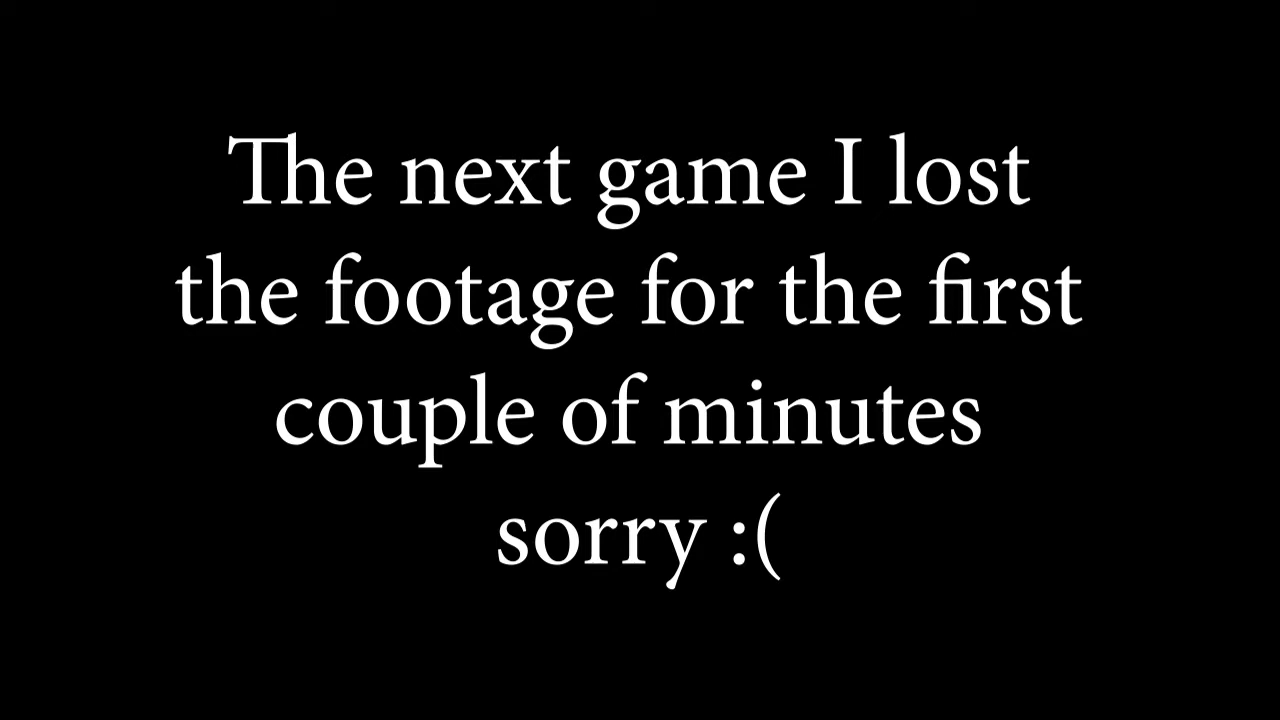 The next game I lost
the footage for the first
couple of minutes
sorry :(